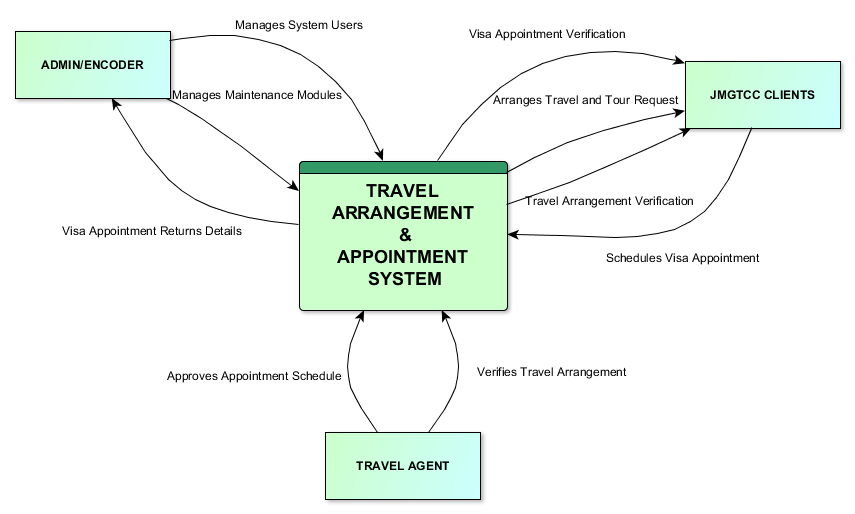 Manages System Users
Visa Appointment Verification
ADMIN/ENCODER
JMGTCC CLIENTS
Manages Maintenance Modules
Arranges Travel and Tour Request
TRAVEL
ARRANGEMENT
&
APPOINTMENT
SYSTEM
Travel Arrangement Verification
Visa Appointment Returns Details
Schedules Visa Appointment
Approves Appointment Schedule
Verifies Travel Arrangement
TRAVEL AGENT